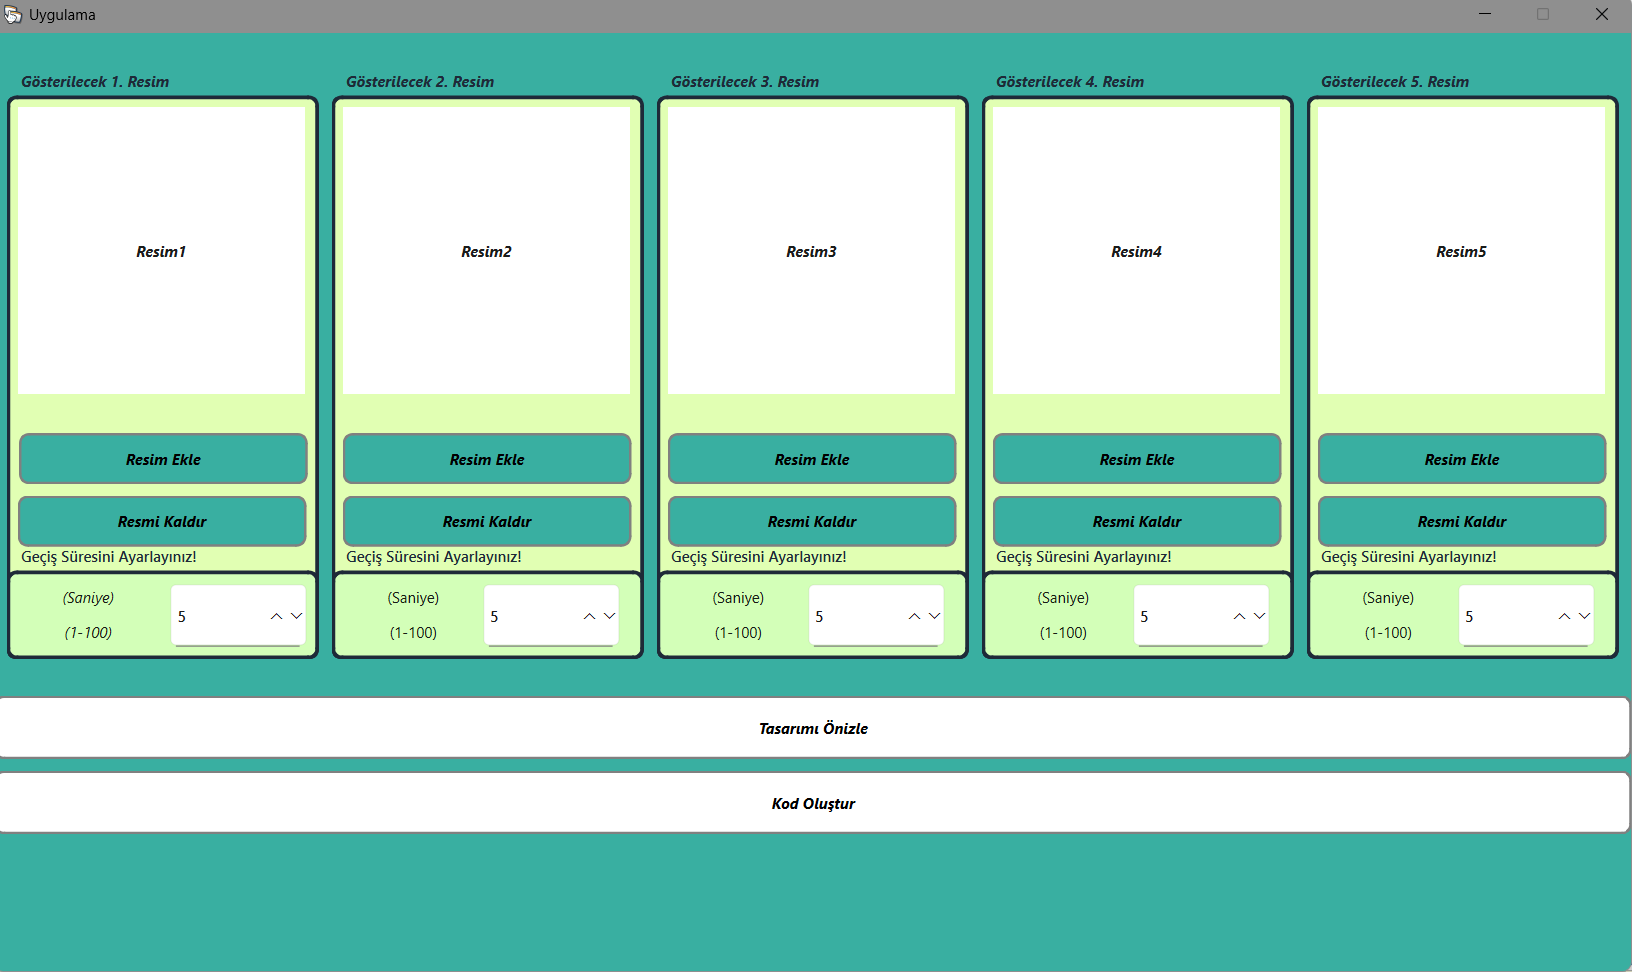 Uygulama
Gösterilecek 1. Resim
Gösterilecek 2. Resim
Gösterilecek 3. Resim
Gösterilecek 4. Resim
Gösterilecek 5. Resim
Resim1
Resim2
Resim3
Resim4
Resim5
Resim Ekle
Resim Ekle
Resim Ekle
Resim Ekle
Resim Ekle
Resmi Kaldır
Resmi Kaldır
Resmi Kaldır
Resmi Kaldır
Resmi Kaldır
Geçiş Süresini Ayarlayınız!
Geçiş Süresini Ayarlayınız!
Geçiş Süresini Ayarlayınız!
Geçiş Süresini Ayarlayınız!
Geçiş Süresini Ayarlayınız!
(Saniye)
(1-100)
5
(Saniye)
(1-100)
5
(Saniye)
(1-100)
5
(Saniye)
(1-100)
5
(Saniye)
(1-100)
5
Tasarımı Önizle
Kod Oluştur